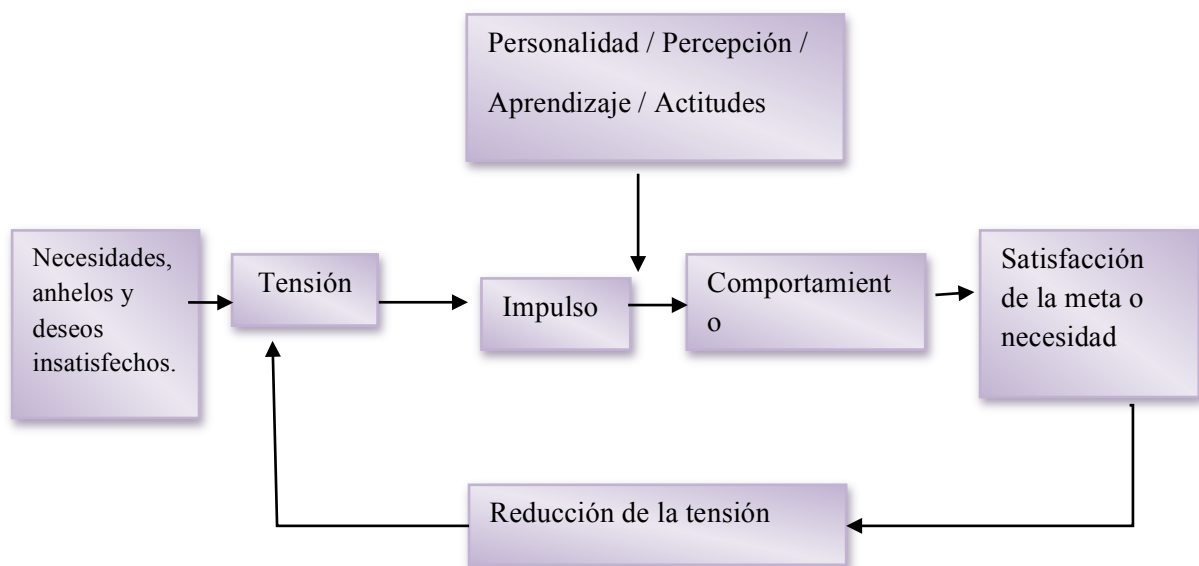 Personalidad / Percepción /
Aprendizaje / Actitudes
Necesidades,
anhelos y
deseos
insatisfechos.
Tensión
Impulso
Comportamient
o
Satisfacción
de la meta o
necesidad
Reducción de la tensión